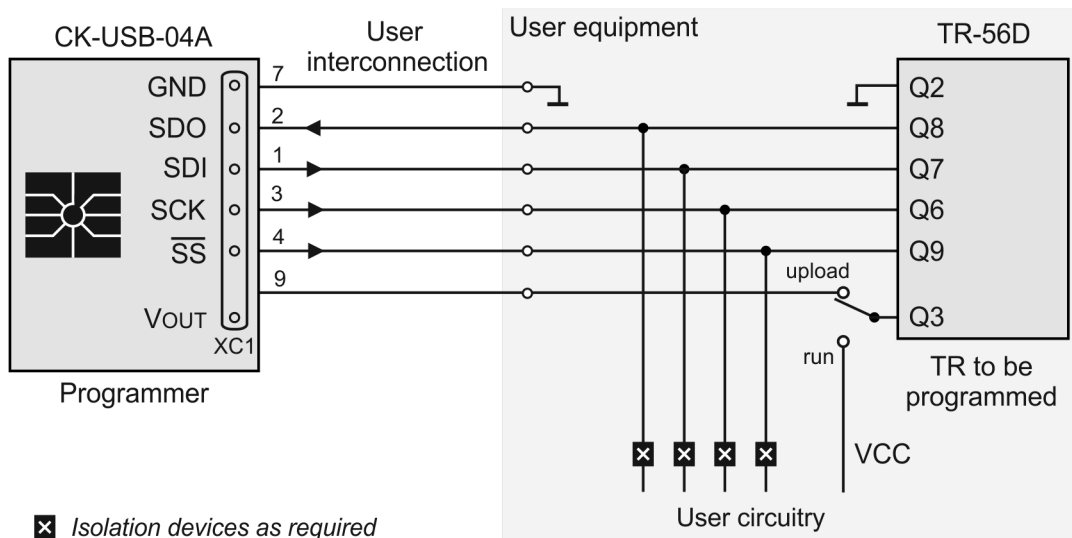 CK-USB-04A
User
interconnection
User equipment
TR-56D
GND
7
Q2
SDO
2
Q8
SDI
1
Q7
SCK
3
Q6
SS
4
Q9
9
upload
VOUT
Q3
XC1
run
Programmer
TR to be
programmed
VCC
User circuitry
Isolation devices as required